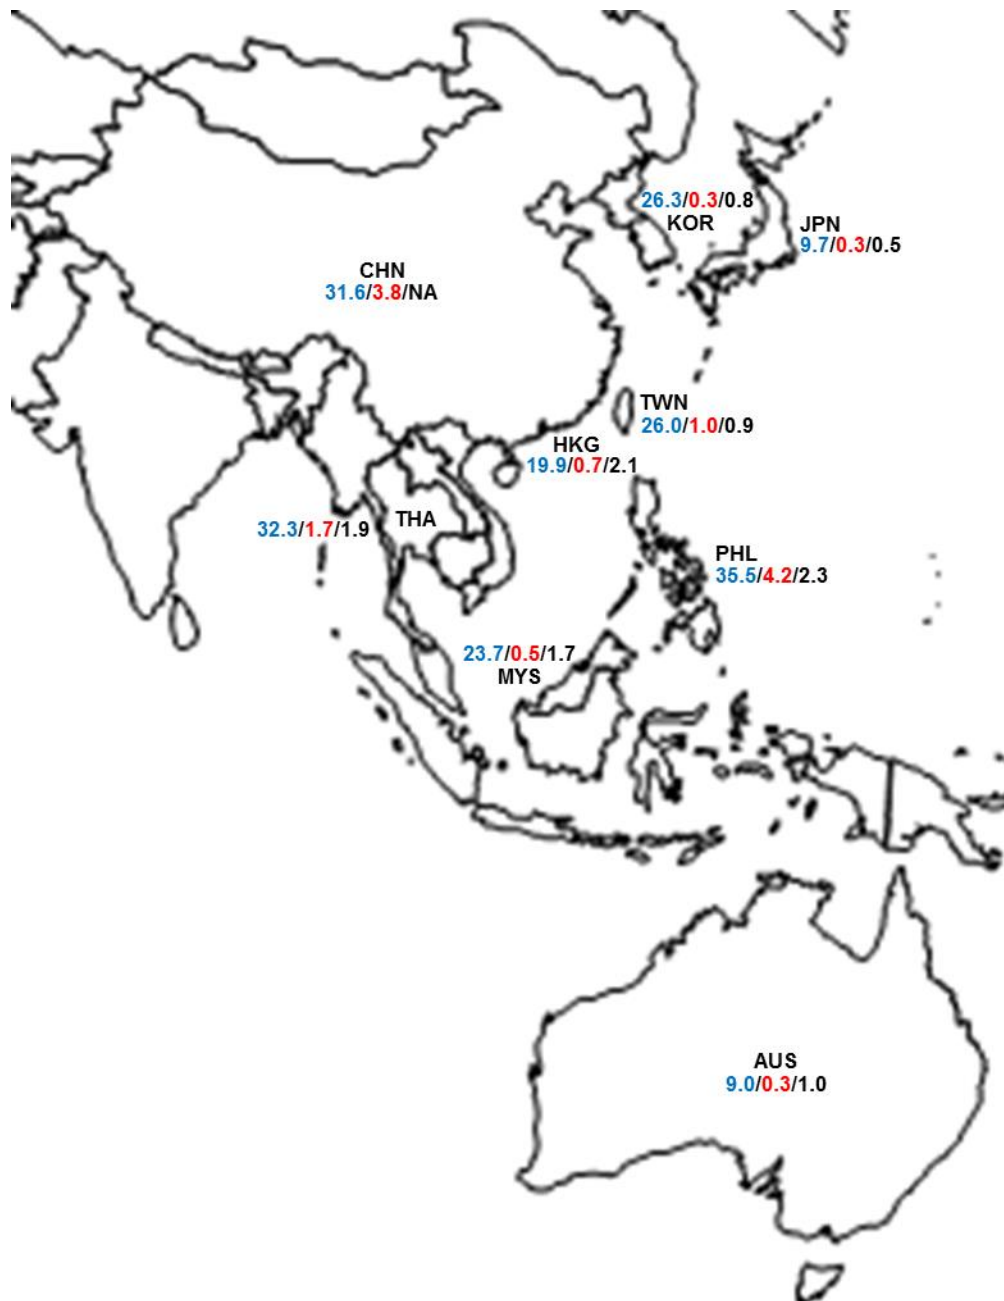 26.3/0.3/0.8
KOR
JPN
9.7/0.3/0.5
CHN
31.6/3.8/NA
TWN
26.0/1.0/0.9
HKG
19.9/0.7/2.1
THA
32.3/1.7/1.9
PHL
35.5/4.2/2.3
23.7/0.5/1.7
MYS
AUS
9.0/0.3/1.0